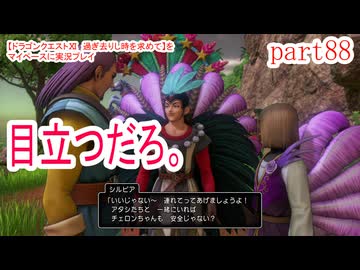 【ドラゴンクエストⅪ　過ぎ去りし時を求めて】を
マイペースに実況プレイ
part88
目立つだろ。
シルビア
「いいじゃない～　連れてってあげましょうよ！
アタシたちと　一緒にいれば
チェロンちゃんも　安全じゃない？